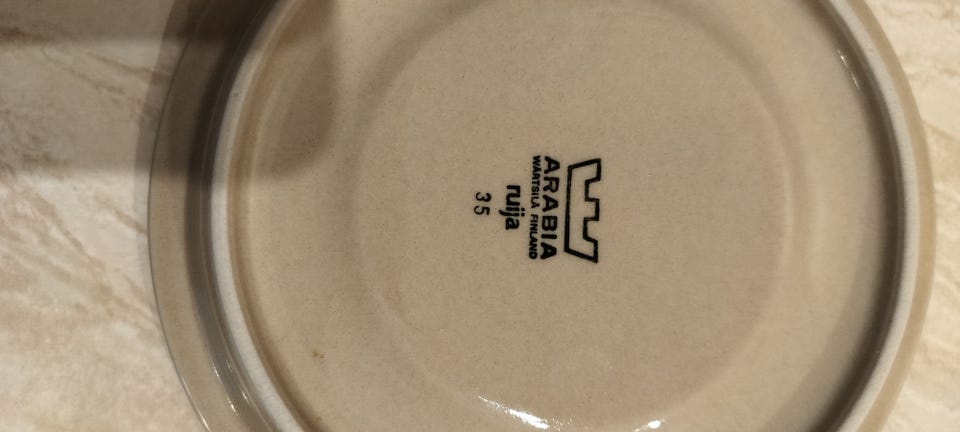 ARABIA
WÄRTSILÄ FINLAND
ruija
35